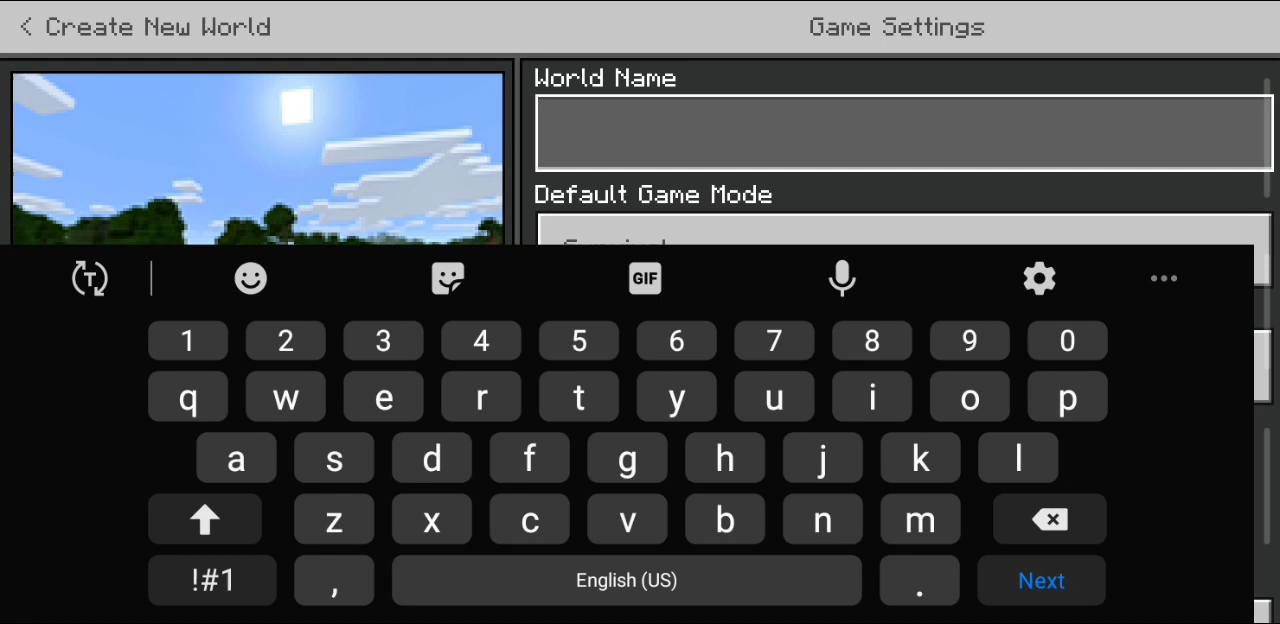 < Create New World
Game Settings
World Name
Default Game Mode
T
GIF
1 2 3 4 5 6 7 8 9 0
q w e r t y u i o p
a s d f g h j k l
z x c v b n m
!#1 , English (US) . Next